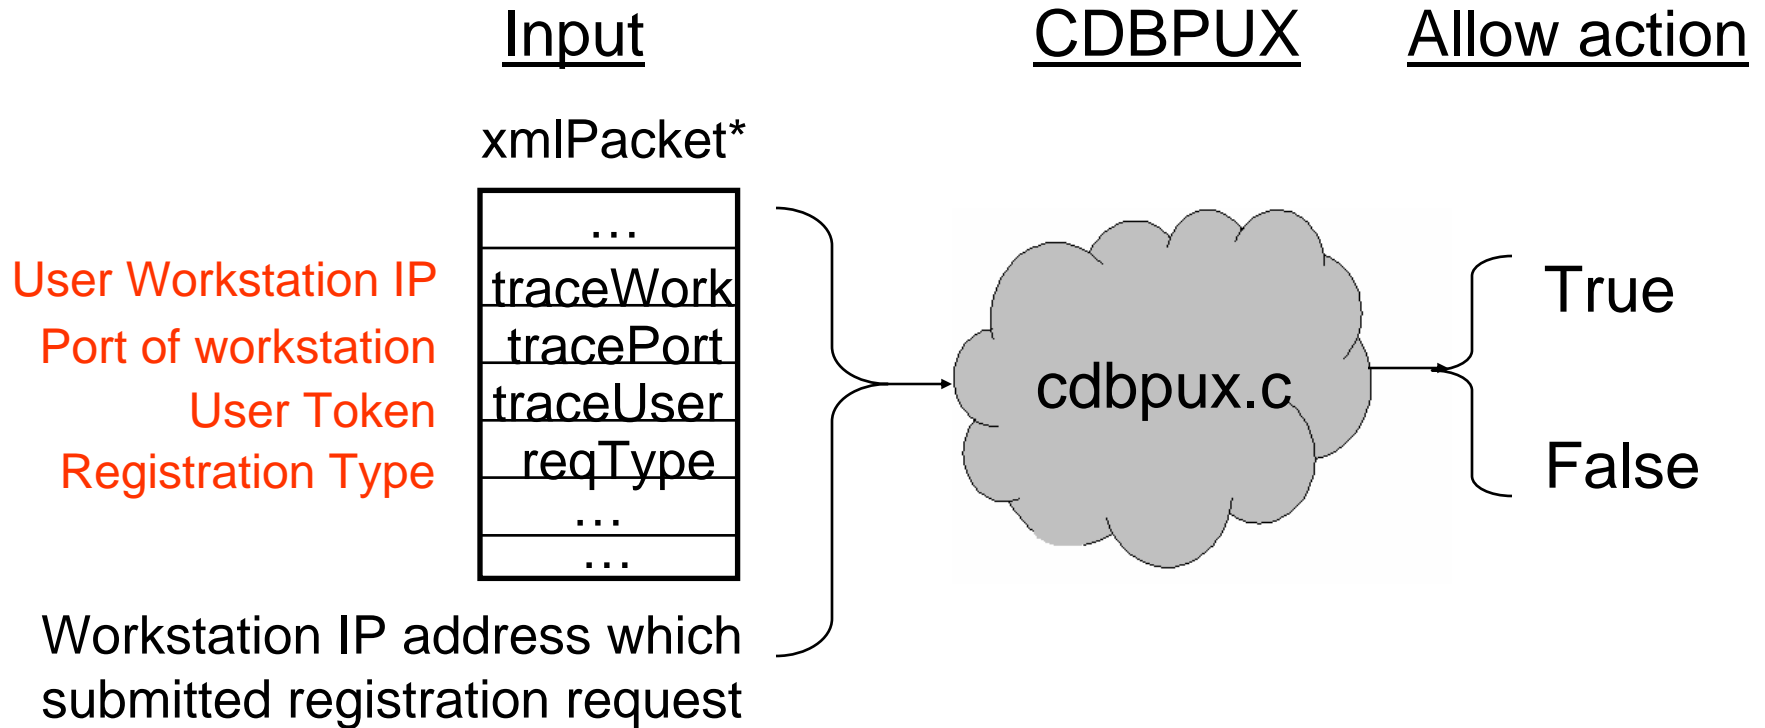 Input CDBPUX Allow action
xmlPacket*
…
User Workstation IP traceWork
Port of workstation tracePort
User Token traceUser
Registration Type reqType
…
…
cdbpux.c
True
False
Workstation IP address which
submitted registration request